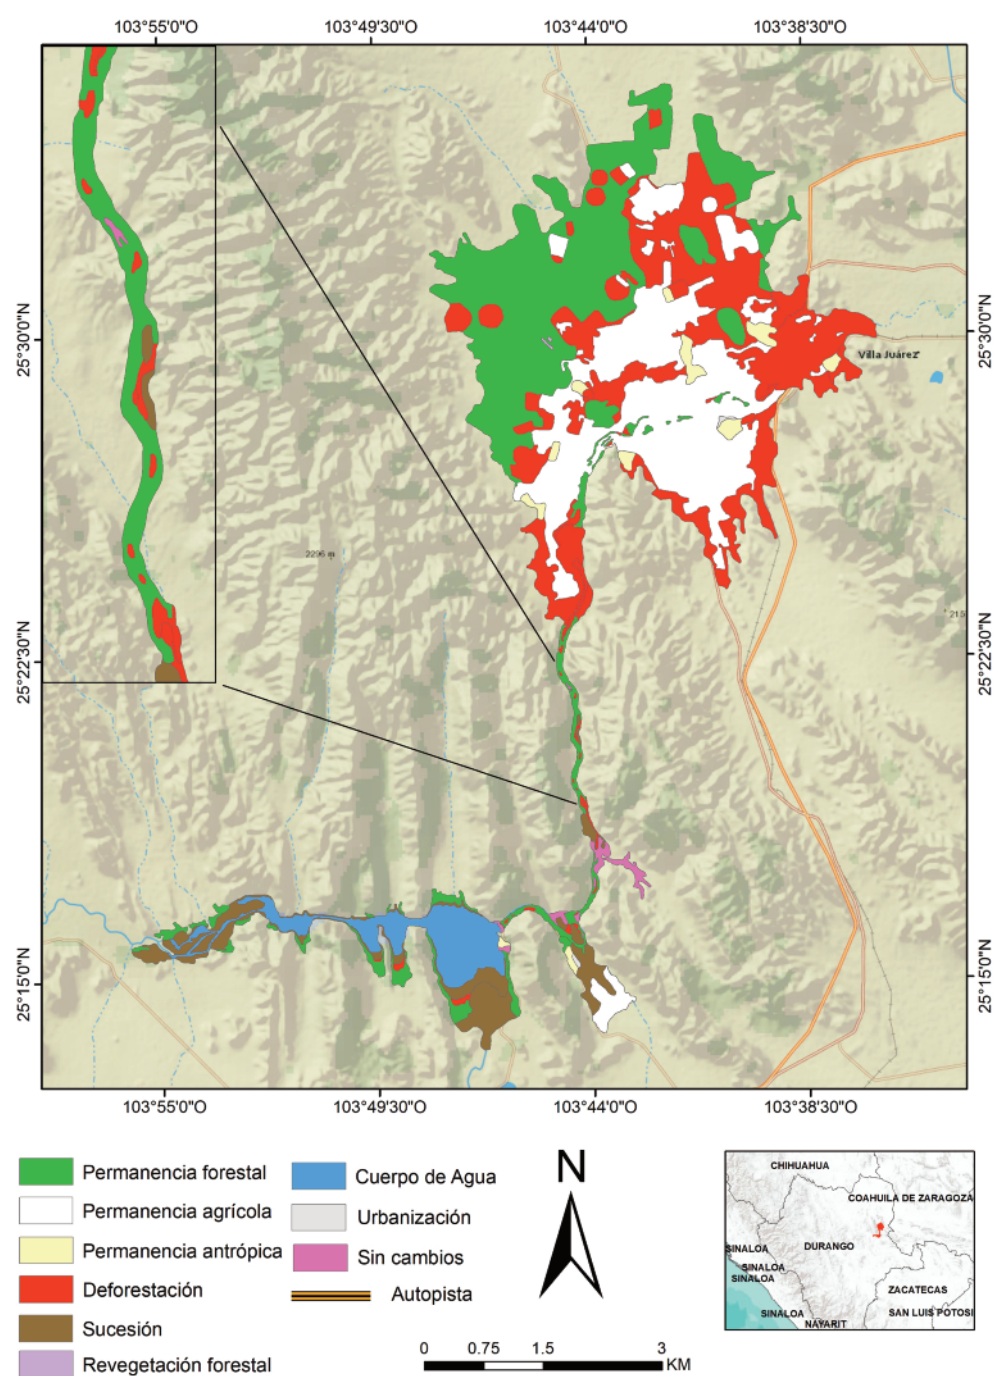 103°55'0"O 103°49'30"O 103°44'0"O 103°38'30"O
25°30'0"N 25°30'0"N
Villa Juárez
2296 m
25°22'30"N 25°22'30"N
25°15'0"N 25°15'0"N
103°55'0"O 103°49'30"O 103°44'0"O 103°38'30"O
Permanencia forestal
Permanencia agrícola
Permanencia antrópica
Deforestación
Sucesión
Revegetación forestal
Cuerpo de Agua
Urbanización
Sin cambios
Autopista
N
0 0.75 1.5 3
KM
CHIHUAHUA
COAHUILA DE ZARAGOZA
DURANGO
SINALOA
SINALOA
SINALOA
ZACATECAS
SINALOA
SAN LUIS POTOSI
NAYARIT